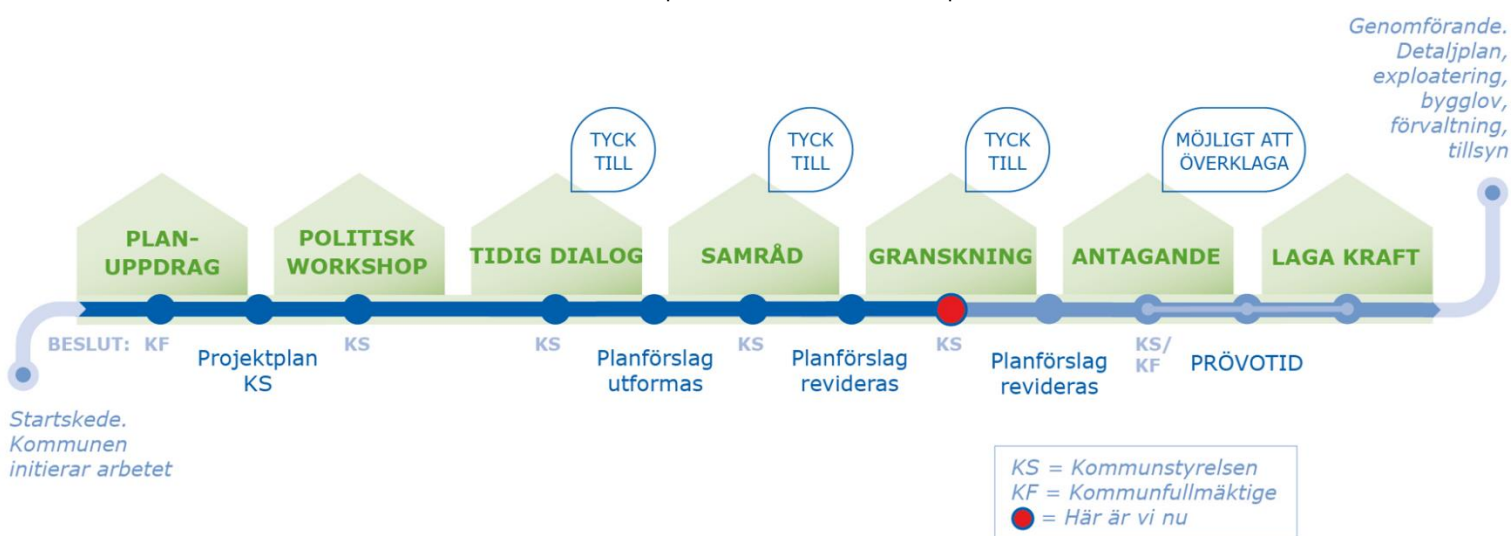 Genomförande.
Detaljplan,
exploatering,
bygglov,
förvaltning,
tillsyn
TYCK
TILL
TYCK
TILL
TYCK
TILL
MÖJLIGT ATT
ÖVERKLAGA
PLAN-
UPPDRAG
POLITISK
WORKSHOP
TIDIG DIALOG
SAMRÅD
GRANSKNING
ANTAGANDE
LAGA KRAFT
BESLUT: KF
Projektplan
KS
KS
KS
Planförslag
utformas
KS
Planförslag
revideras
KS
Planförslag
revideras
KS/
KF
PRÖVOTID
Startskede.
Kommunen
initierar arbetet
KS = Kommunstyrelsen
KF = Kommunfullmäktige
= Här är vi nu